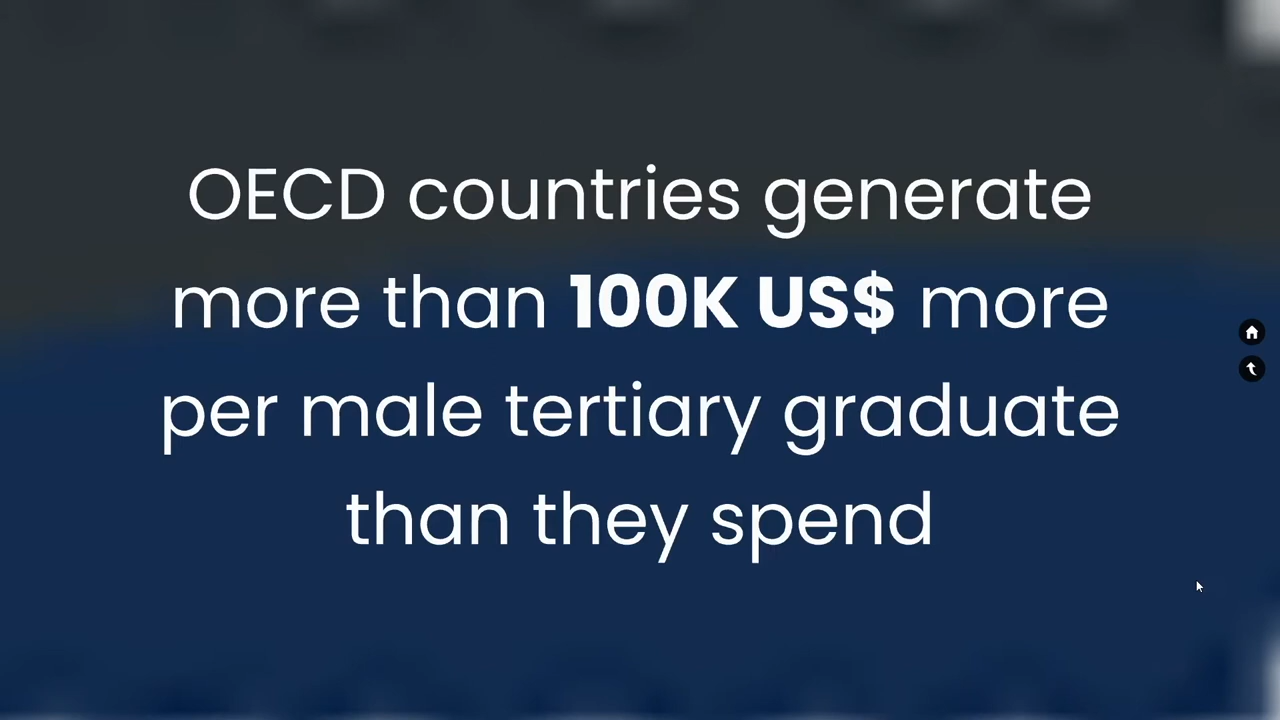 OECD countries generate
more than 100K US$ more
per male tertiary graduate
than they spend